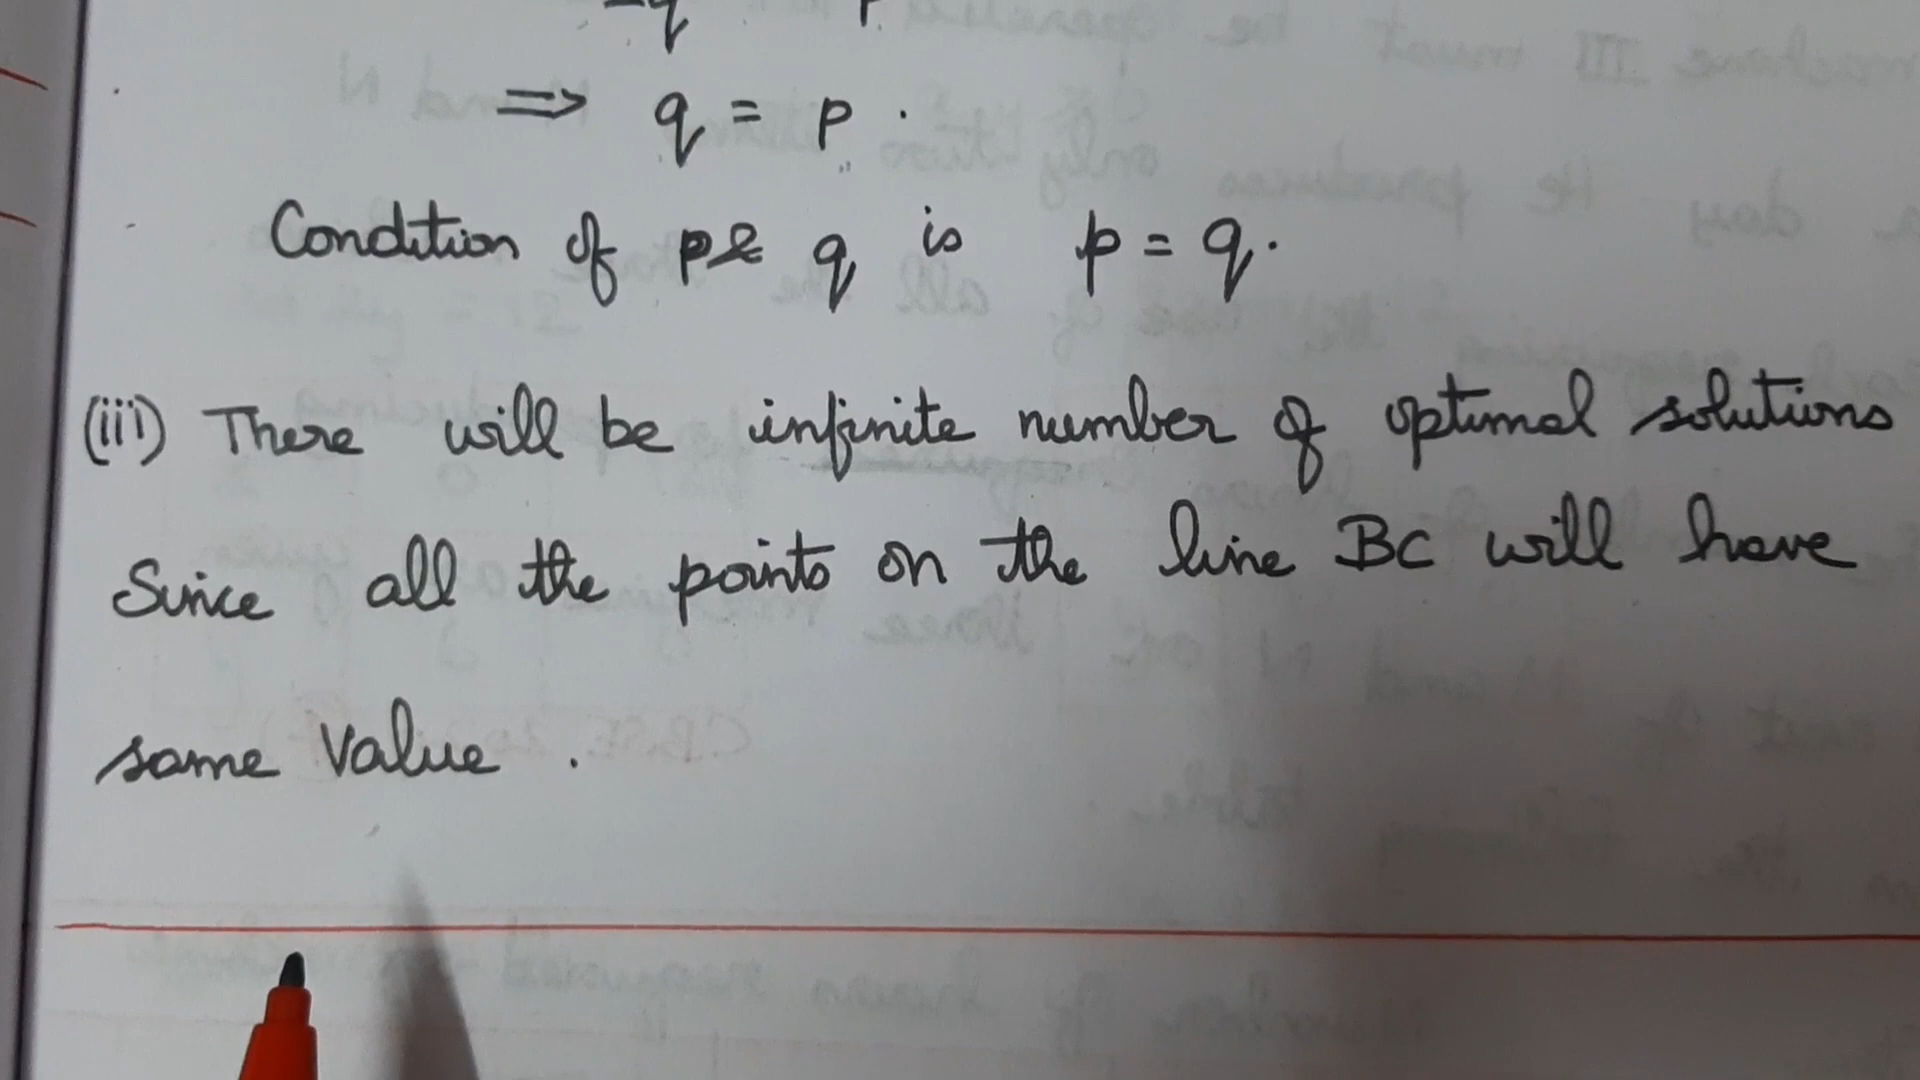 => q = p .
Condition of p & q is p = q.
(iii) There will be infinite number of optimal solutions
Since all the points on the line BC will have
same value .